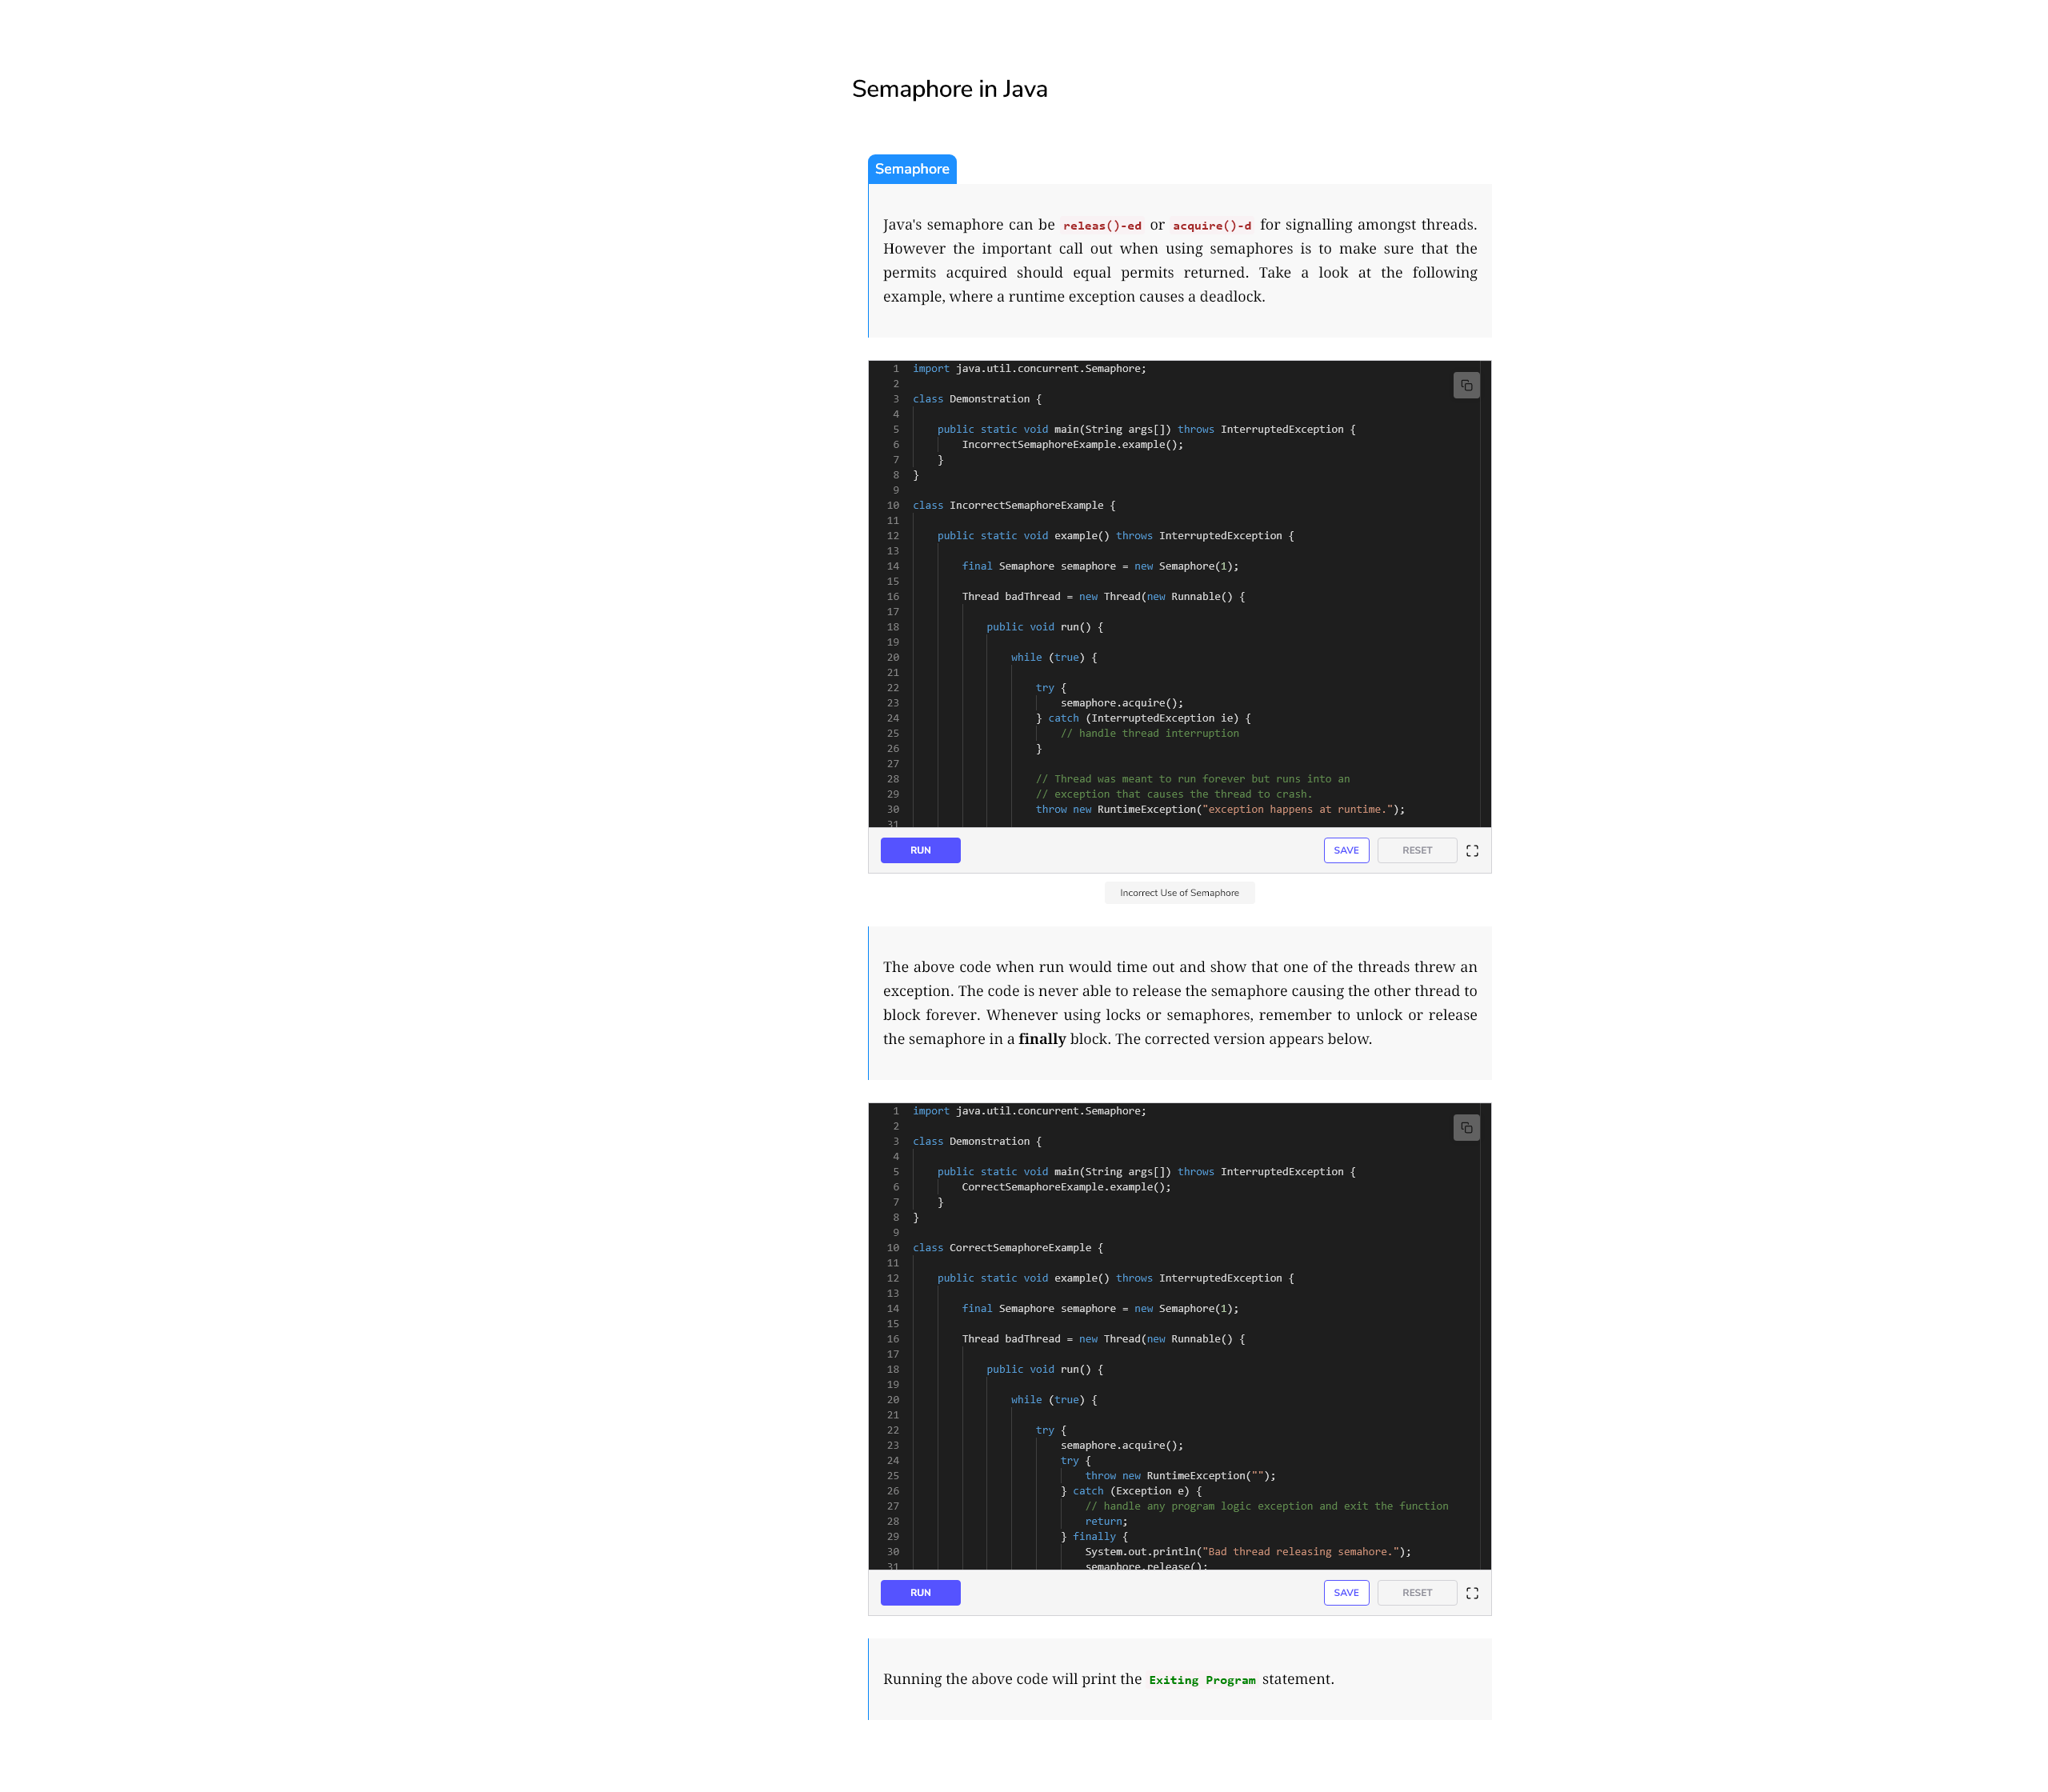 Semaphore in Java
Semaphore
Java's semaphore can be releas()-ed or acquire()-d for signalling amongst threads.
However the important call out when using semaphores is to make sure that the
permits acquired should equal permits returned. Take a look at the following
example, where a runtime exception causes a deadlock.
1 import java.util.concurrent.Semaphore;
2
3 class Demonstration {
4
5     public static void main(String args[]) throws InterruptedException {
6         IncorrectSemaphoreExample.example();
7     }
8 }
9
10 class IncorrectSemaphoreExample {
11
12     public static void example() throws InterruptedException {
13
14         final Semaphore semaphore = new Semaphore(1);
15
16         Thread badThread = new Thread(new Runnable() {
17
18             public void run() {
19
20                 while (true) {
21
22                     try {
23                         semaphore.acquire();
24                     } catch (InterruptedException ie) {
25                         // handle thread interruption
26                     }
27
28                     // Thread was meant to run forever but runs into an
29                     // exception that causes the thread to crash.
30                     throw new RuntimeException("exception happens at runtime.");
31
RUN SAVE RESET
Incorrect Use of Semaphore
The above code when run would time out and show that one of the threads threw an
exception. The code is never able to release the semaphore causing the other thread to
block forever. Whenever using locks or semaphores, remember to unlock or release
the semaphore in a finally block. The corrected version appears below.
1 import java.util.concurrent.Semaphore;
2
3 class Demonstration {
4
5     public static void main(String args[]) throws InterruptedException {
6         CorrectSemaphoreExample.example();
7     }
8 }
9
10 class CorrectSemaphoreExample {
11
12     public static void example() throws InterruptedException {
13
14         final Semaphore semaphore = new Semaphore(1);
15
16         Thread badThread = new Thread(new Runnable() {
17
18             public void run() {
19
20                 while (true) {
21
22                     try {
23                         semaphore.acquire();
24                         try {
25                             throw new RuntimeException("");
26                         } catch (Exception e) {
27                             // handle any program logic exception and exit the function
28                             return;
29                         } finally {
30                             System.out.println("Bad thread releasing semahore.");
31                             semaphore.release();
RUN SAVE RESET
Running the above code will print the Exiting Program statement.